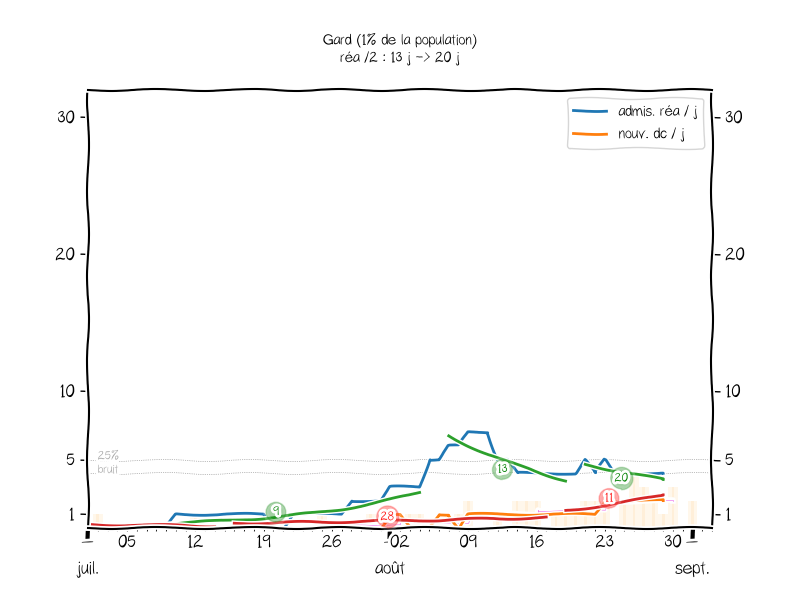 Gard (1% de la population)
réa /2 : 13 j -> 20 j
admis. réa / j
nouv. dc / j
30
30
20
20
10
10
5
5
1
1
25%
bruit
9
28
13
20
11
05 12 19 26 02 09 16 23 30
juil. août sept.